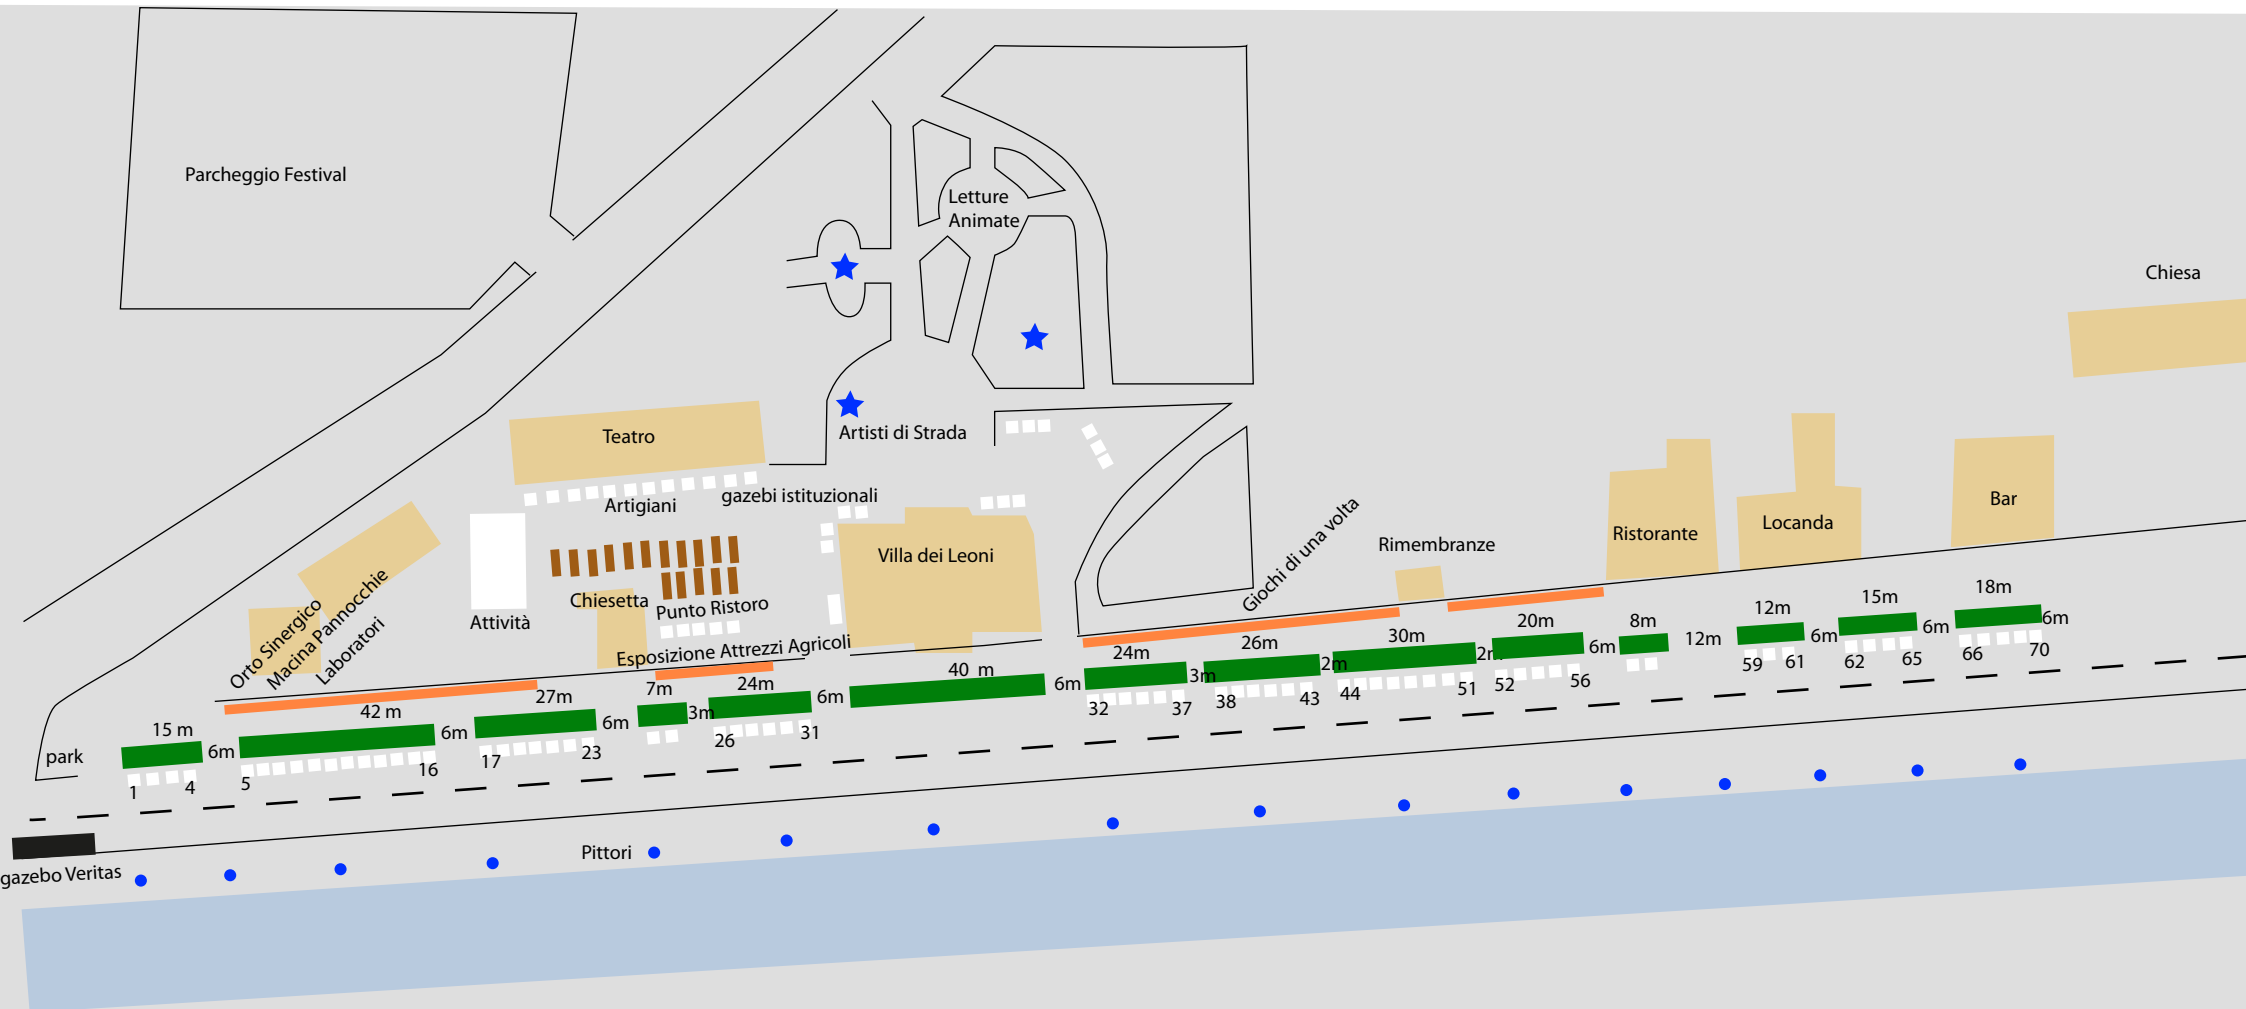 Parcheggio Festival
Letture
Animate
Chiesa
Teatro
Artisti di Strada
Artigiani
gazebi istituzionali
Villa dei Leoni
Giochi di una volta
Rimembranze
Ristorante
Locanda
Bar
Orto Sinergico
Macina Pannocchie
Laboratori
Attività
Chiesetta
Punto Ristoro
Esposizione Attrezzi Agricoli
park
15 m
6m
42 m
6m
27m
6m
7m
3m
24m
6m
40 m
6m
24m
3m
26m
2m
30m
2m
20m
6m
8m
12m
12m
6m
15m
6m
18m
6m
1
4
5
16
17
23
26
31
32
37
38
43
44
51
52
56
59
61
62
65
66
70
gazebo Veritas
Pittori